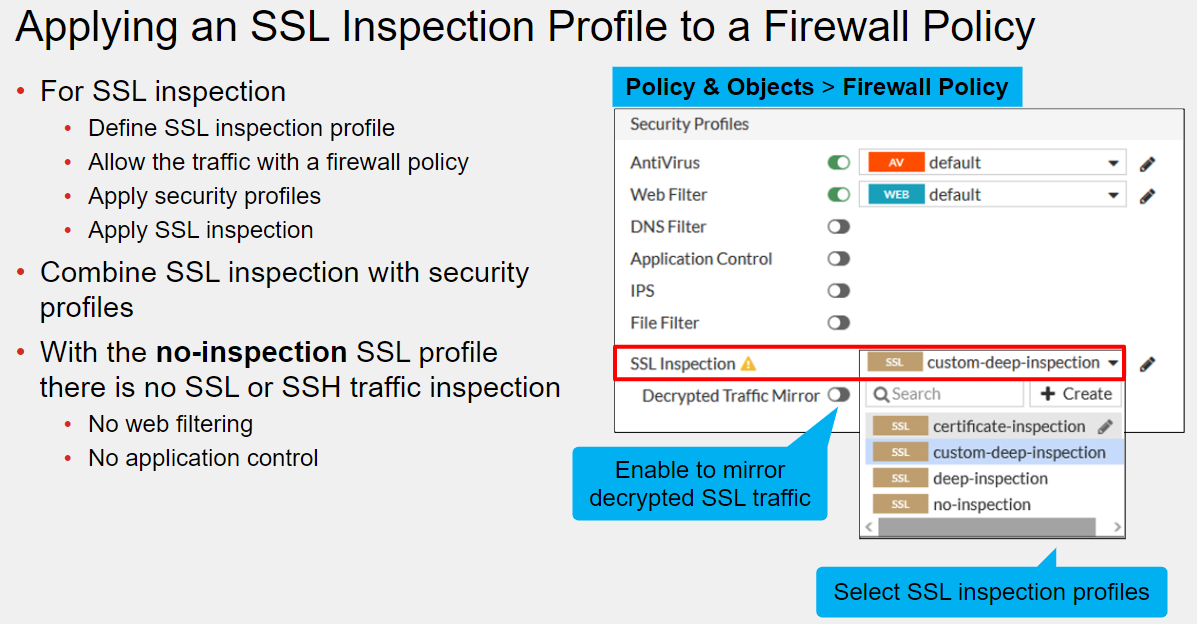 Applying an SSL Inspection Profile to a Firewall Policy
• For SSL inspection
• Define SSL inspection profile
• Allow the traffic with a firewall policy
• Apply security profiles
• Apply SSL inspection
• Combine SSL inspection with security
profiles
• With the no-inspection SSL profile
there is no SSL or SSH traffic inspection
• No web filtering
• No application control
Policy & Objects > Firewall Policy
Security Profiles
AntiVirus AV default
Web Filter WEB default
DNS Filter
Application Control
IPS
File Filter
SSL Inspection SSL custom-deep-inspection
Decrypted Traffic Mirror
Search + Create
SSL certificate-inspection
SSL custom-deep-inspection
SSL deep-inspection
SSL no-inspection
Enable to mirror
decrypted SSL traffic
Select SSL inspection profiles